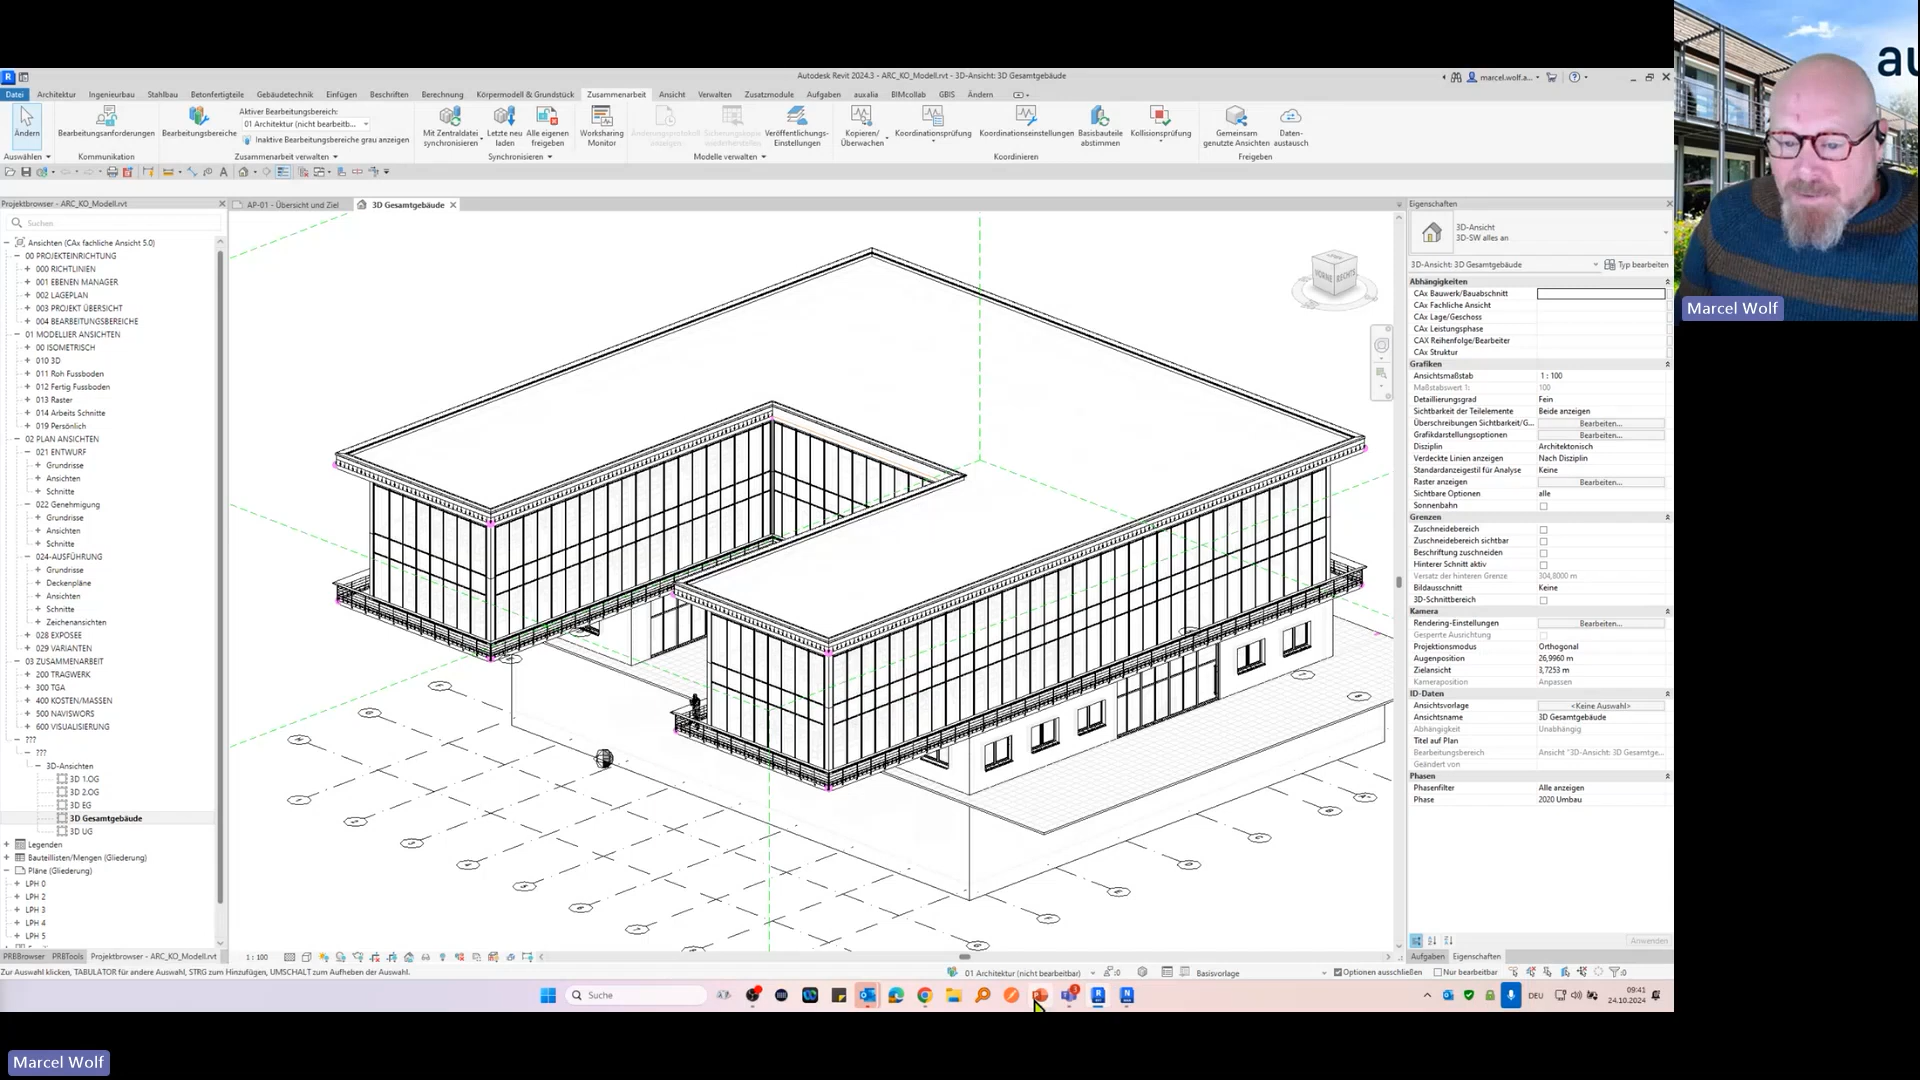 Autodesk Revit 2024.3 - ARC_KO_Modell.rvt - 3D-Ansicht: 3D Gesamtgebäude
marcel.wolf.a...
Datei Architektur Ingenieurbau Stahlbau Betonfertigteile Gebäudetechnik Einfügen Beschriften Berechnung Körpermodell & Grundstück Zusammenarbeit Ansicht Verwalten Zusatzmodule Aufgaben auxalia BIMcollab GBIS Ändern
Ändern
Bearbeitungsanforderungen
Bearbeitungsbereiche
Aktiver Bearbeitungsbereich:
01 Architektur (nicht bearbeitb...
Inaktive Bearbeitungsbereiche grau anzeigen
Mit Zentraldatei synchronisieren
Letzte neu laden
Alle eigenen freigeben
Worksharing Monitor
Veröffentlichungs-Einstellungen
Kopieren/Überwachen
Koordinationsprüfung
Koordinationseinstellungen
Basisbauteile abstimmen
Kollisionsprüfung
Gemeinsam genutzte Ansichten
Daten-austausch
Auswählen Kommunikation Zusammenarbeit verwalten Synchronisieren Modelle verwalten Koordinieren Freigeben
Projektbrowser - ARC_KO_Modell.rvt
Suchen
Ansichten (CAx fachliche Ansicht 5.0)
00 PROJEKTEINRICHTUNG
000 RICHTLINIEN
001 EBENEN MANAGER
002 LAGEPLAN
003 PROJEKT ÜBERSICHT
004 BEARBEITUNGSBEREICHE
01 MODELLIER ANSICHTEN
00 ISOMETRISCH
010 3D
011 Roh Fussboden
012 Fertig Fussboden
013 Raster
014 Arbeits Schnitte
019 Persönlich
02 PLAN ANSICHTEN
021 ENTWURF
Grundrisse
Ansichten
Schnitte
022 Genehmigung
Grundrisse
Ansichten
Schnitte
024-AUSFÜHRUNG
Grundrisse
Deckenpläne
Ansichten
Schnitte
Zeichenansichten
028 EXPOSEE
029 VARIANTEN
03 ZUSAMMENARBEIT
200 TRAGWERK
300 TGA
400 KOSTEN/MASSEN
500 NAVISWORS
600 VISUALISIERUNG
???
???
3D-Ansichten
3D 1.OG
3D 2.OG
3D EG
3D Gesamtgebäude
3D UG
Legenden
Bauteillisten/Mengen (Gliederung)
Pläne (Gliederung)
LPH 0
LPH 2
LPH 3
LPH 4
LPH 5
PRBBrowser PRBTools Projektbrowser - ARC_KO_Modell.rvt
AP-01 - Übersicht und Ziel
3D Gesamtgebäude
VORNE
RECHTS
Eigenschaften
3D-Ansicht
3D-SW alles an
3D-Ansicht: 3D Gesamtgebäude Typ bearbeiten
Abhängigkeiten
CAx Bauwerk/Bauabschnitt
CAx Fachliche Ansicht
CAx Lage/Geschoss
CAx Leistungsphase
CAX Reihenfolge/Bearbeiter
CAx Struktur
Grafiken
Ansichtsmaßstab 1 : 100
Maßstabswert 1: 100
Detaillierungsgrad Fein
Sichtbarkeit der Teilelemente Beide anzeigen
Überschreibungen Sichtbarkeit/G... Bearbeiten...
Grafikdarstellungsoptionen Bearbeiten...
Disziplin Architektonisch
Verdeckte Linien anzeigen Nach Disziplin
Standardanzeigestil für Analyse Keine
Raster anzeigen Bearbeiten...
Sichtbare Optionen alle
Sonnenbahn
Grenzen
Zuschneidebereich
Zuschneidebereich sichtbar
Beschriftung zuschneiden
Hinterer Schnitt aktiv
Versatz der hinteren Grenze 304,8000 m
Bildausschnitt Keine
3D-Schnittbereich
Kamera
Rendering-Einstellungen Bearbeiten...
Gesperrte Ausrichtung
Projektionsmodus Orthogonal
Augenposition 26,9960 m
Zielansicht 3,7253 m
Kameraposition Anpassen
ID-Daten
Ansichtsvorlage <Keine Auswahl>
Ansichtsname 3D Gesamtgebäude
Abhängigkeit Unabhängig
Titel auf Plan
Bearbeitungsbereich Ansicht "3D-Ansicht: 3D Gesamtge...
Geändert von
Phasen
Phasenfilter Alle anzeigen
Phase 2020 Umbau
Anwenden
Aufgaben Eigenschaften
1 : 100
Zur Auswahl klicken, TABULATOR für andere Auswahl, STRG zum Hinzufügen, UMSCHALT zum Aufheben der Auswahl.
01 Architektur (nicht bearbeitbar)
:0
Basisvorlage
Optionen ausschließen
Nur bearbeitbar
:0
Suche
DEU
09:41
24.10.2024
au
Marcel Wolf
Marcel Wolf